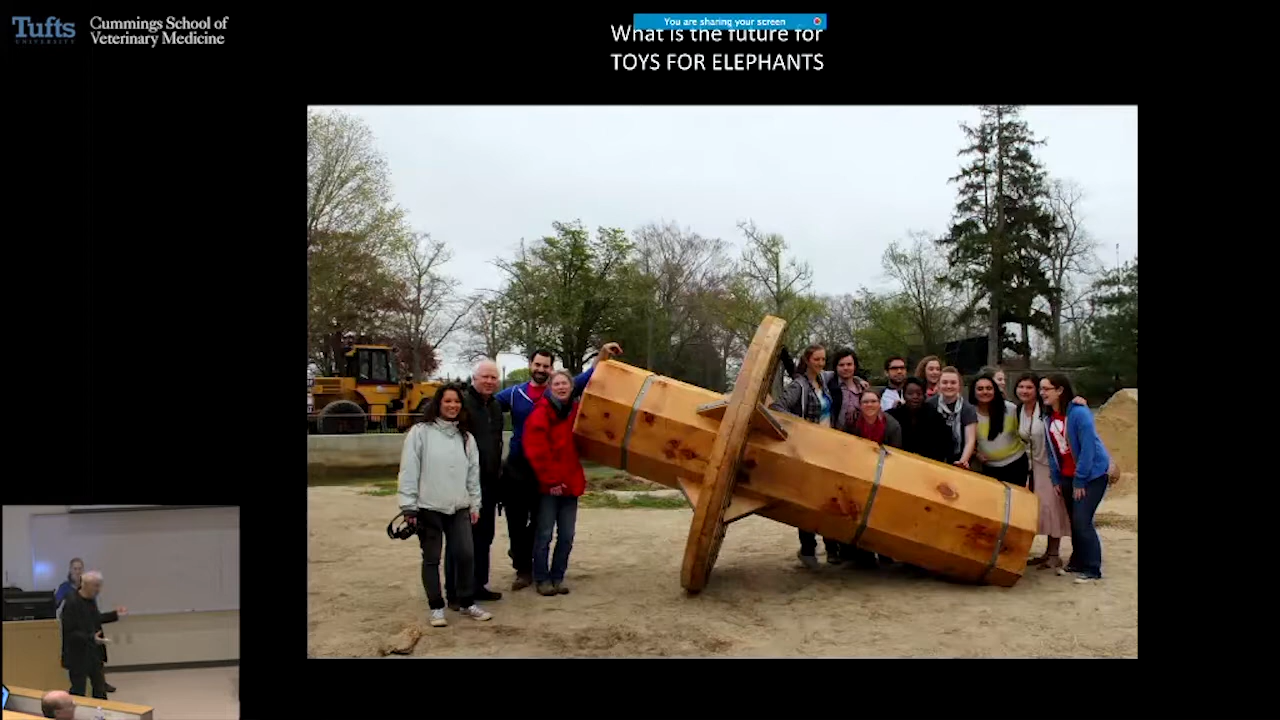 Tufts
UNIVERSITY
Cummings School of
Veterinary Medicine
You are sharing your screen
What is the future for
TOYS FOR ELEPHANTS